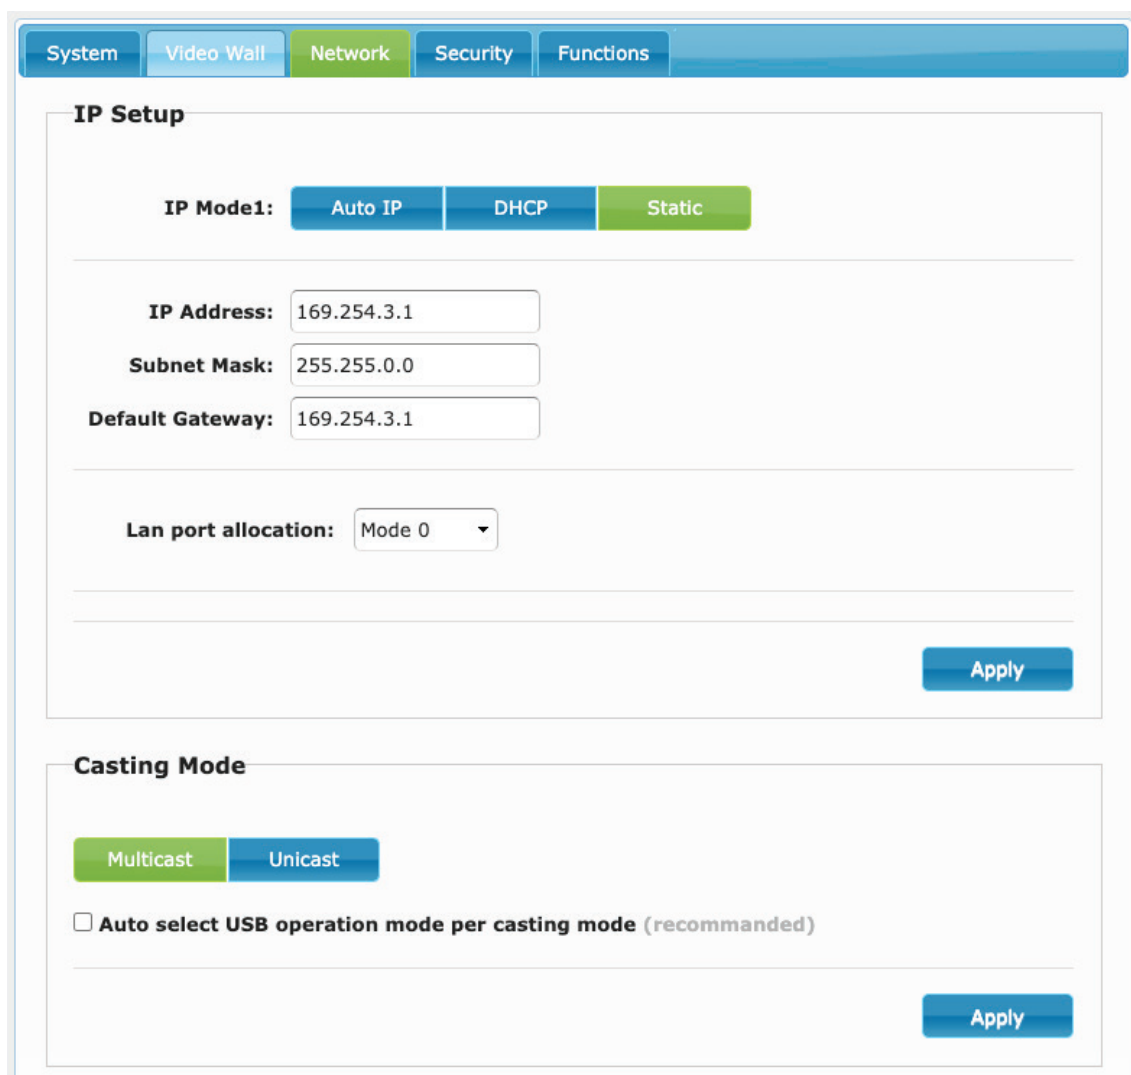 System Video Wall Network Security Functions
IP Setup
IP Mode1: Auto IP DHCP Static
IP Address: 169.254.3.1
Subnet Mask: 255.255.0.0
Default Gateway: 169.254.3.1
Lan port allocation: Mode 0
Apply
Casting Mode
Multicast Unicast
Auto select USB operation mode per casting mode (recommanded)
Apply